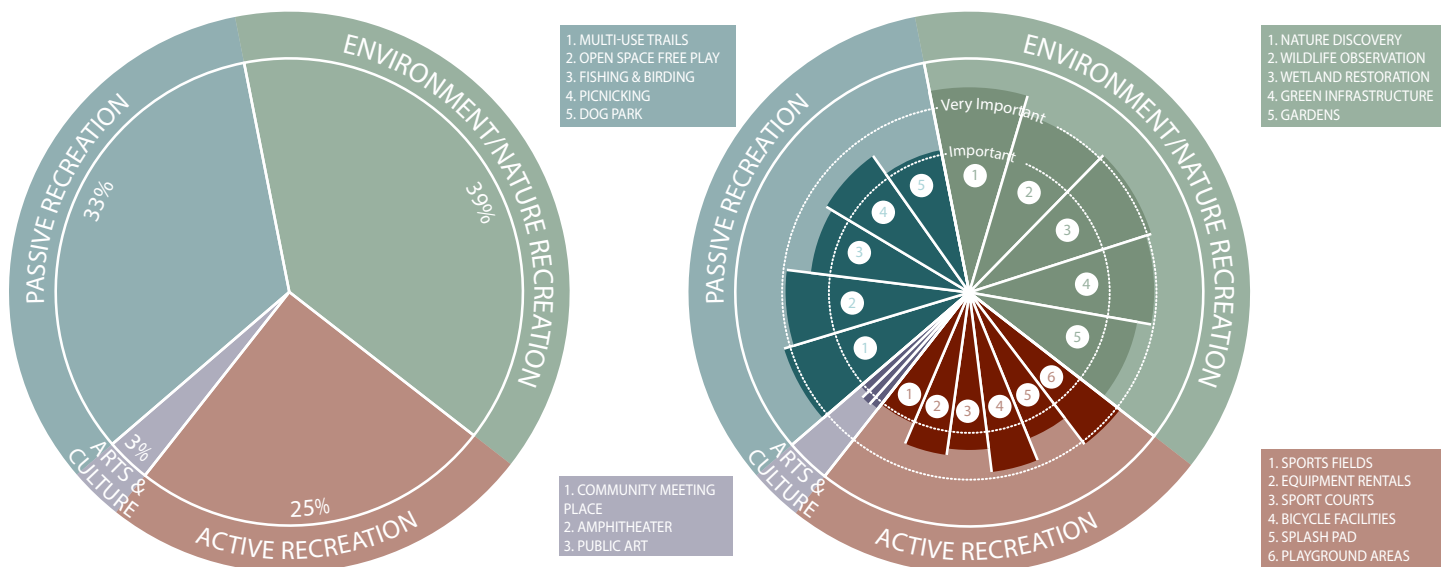 PASSIVE RECREATION
33%
ENVIRONMENT/NATURE RECREATION
39%
ARTS &
CULTURE
3%
ACTIVE RECREATION
25%
1. MULTI-USE TRAILS
2. OPEN SPACE FREE PLAY
3. FISHING & BIRDING
4. PICNICKING
5. DOG PARK
1. COMMUNITY MEETING
PLACE
2. AMPHITHEATER
3. PUBLIC ART
PASSIVE RECREATION
ENVIRONMENT/NATURE RECREATION
ARTS &
CULTURE
ACTIVE RECREATION
Very Important
Important
1
2
3
4
5
1
2
3
4
5
6
1
2
3
4
5
1. NATURE DISCOVERY
2. WILDLIFE OBSERVATION
3. WETLAND RESTORATION
4. GREEN INFRASTRUCTURE
5. GARDENS
1. SPORTS FIELDS
2. EQUIPMENT RENTALS
3. SPORT COURTS
4. BICYCLE FACILITIES
5. SPLASH PAD
6. PLAYGROUND AREAS